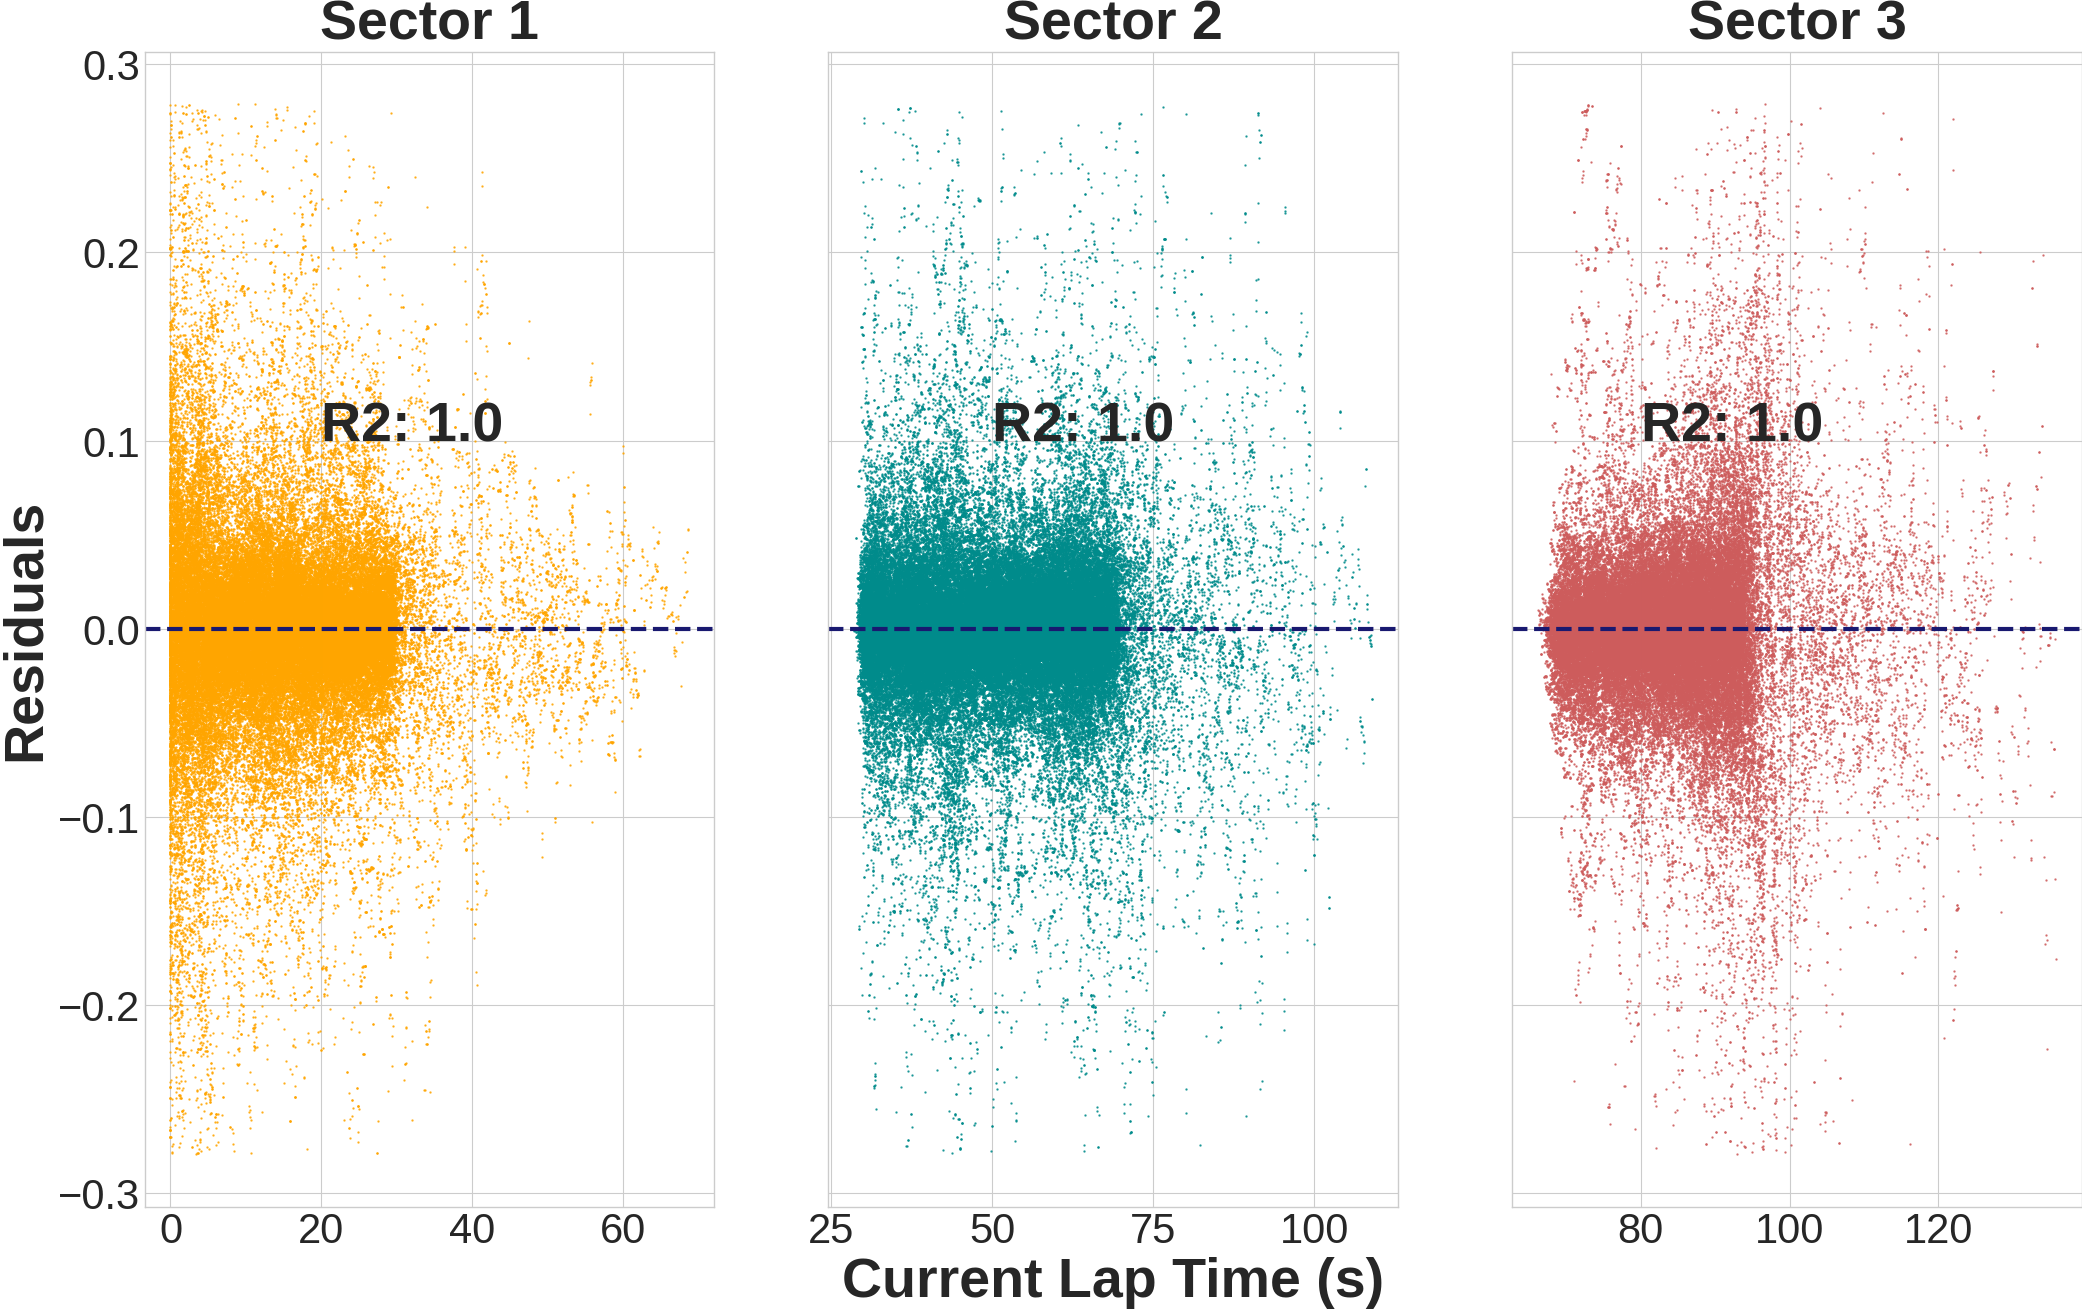 Sector 1
Sector 2
Sector 3
Residuals
0.3
0.2
0.1
0.0
−0.1
−0.2
−0.3
R2: 1.0
R2: 1.0
R2: 1.0
0 20 40 60
25 50 75 100
80 100 120
Current Lap Time (s)